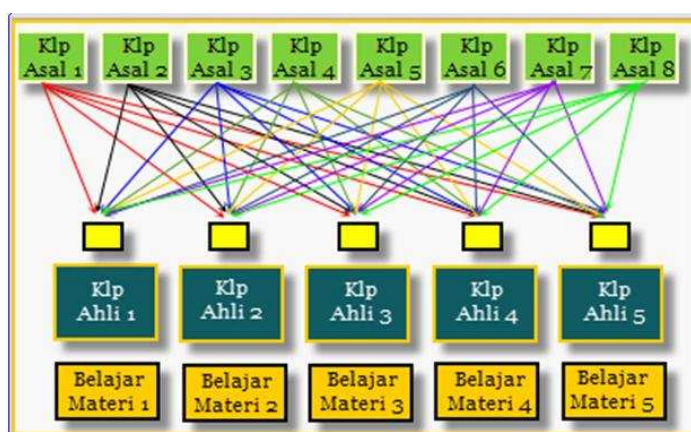 Klp
Asal 1
Klp
Asal 2
Klp
Asal 3
Klp
Asal 4
Klp
Asal 5
Klp
Asal 6
Klp
Asal 7
Klp
Asal 8
Klp
Ahli 1
Klp
Ahli 2
Klp
Ahli 3
Klp
Ahli 4
Klp
Ahli 5
Belajar
Materi 1
Belajar
Materi 2
Belajar
Materi 3
Belajar
Materi 4
Belajar
Materi 5